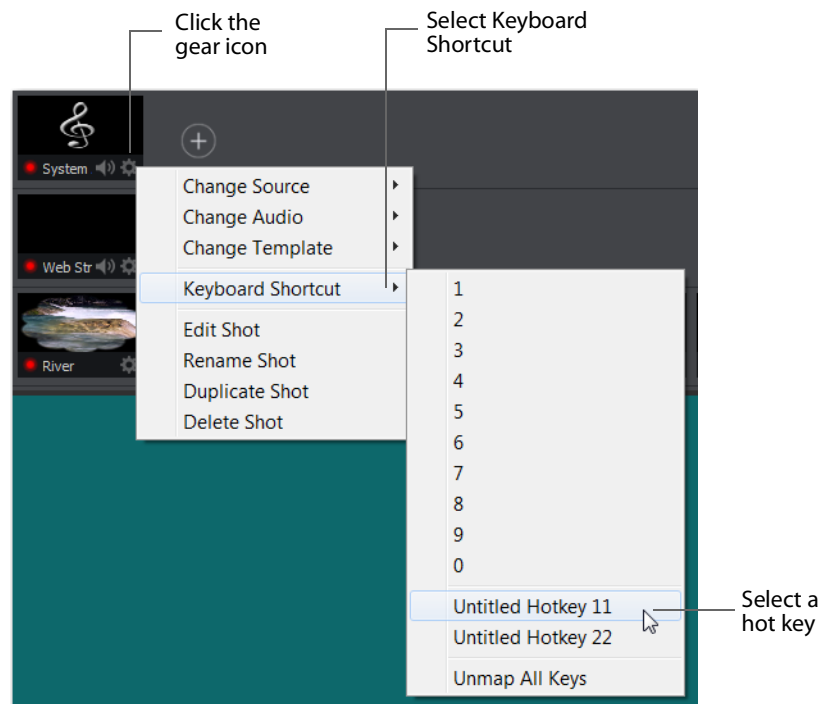 Click the
gear icon
Select Keyboard
Shortcut
System
Change Source
Change Audio
Change Template
Web Str
Keyboard Shortcut
Edit Shot
Rename Shot
River
Duplicate Shot
Delete Shot
1
2
3
4
5
6
7
8
9
0
Untitled Hotkey 11
Untitled Hotkey 22
Unmap All Keys
Select a
hot key